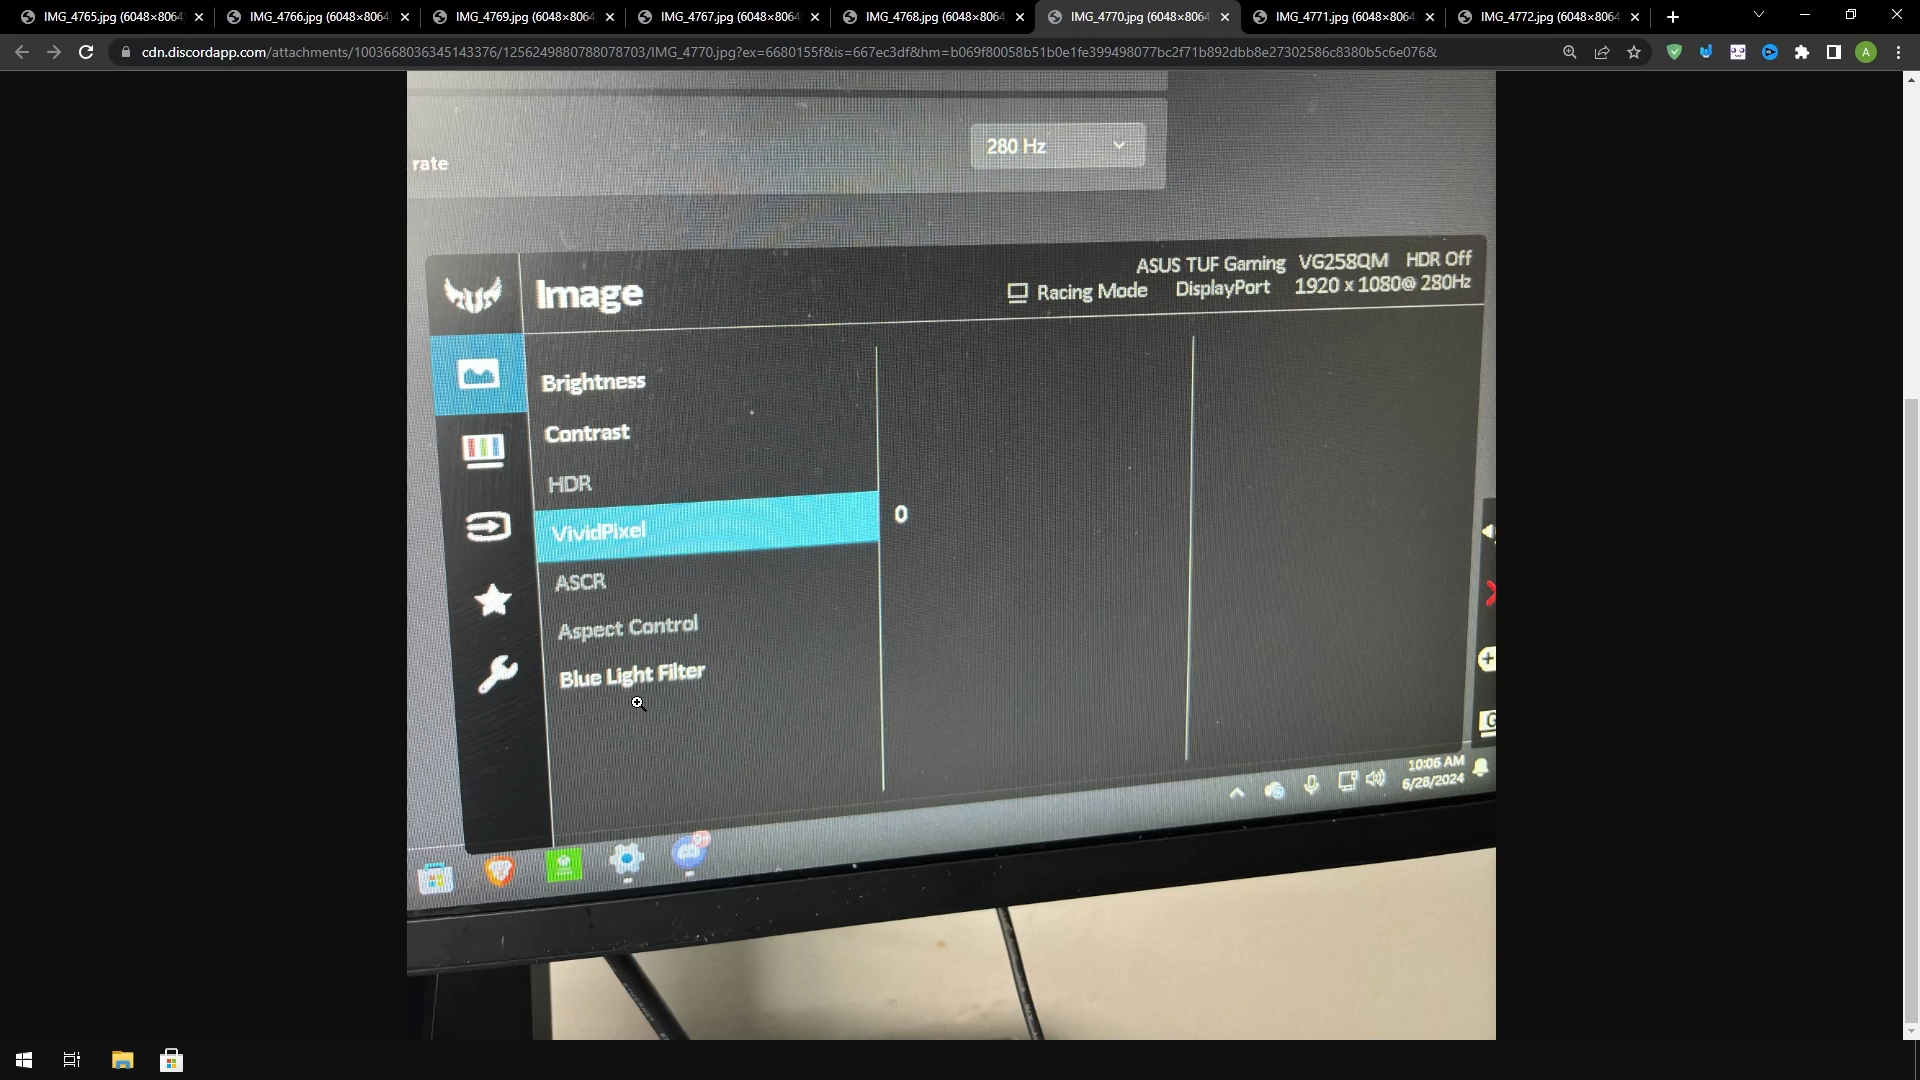 IMG_4765.jpg (6048×8064)
IMG_4766.jpg (6048×8064)
IMG_4769.jpg (6048×8064
IMG_4767.jpg (6048×8064
IMG_4768.jpg (6048×8064
IMG_4770.jpg (6048×8064
IMG_4771.jpg (6048×8064
IMG_4772.jpg (6048×8064
cdn.discordapp.com/attachments/1003668036345143376/1256249880788078703/IMG_4770.jpg?ex=6680155f&is=667ec3df&hm=b069f80058b51b0e1fe399498077bc2f71b892dbb8e27302586c8380b5c6e076&
A
rate
280 Hz
Image
ASUS TUF Gaming VG258QM HDR Off
Racing Mode DisplayPort 1920 x 1080@ 280Hz
Brightness
Contrast
HDR
VividPixel
0
ASCR
Aspect Control
Blue Light Filter
10:06 AM
6/28/2024